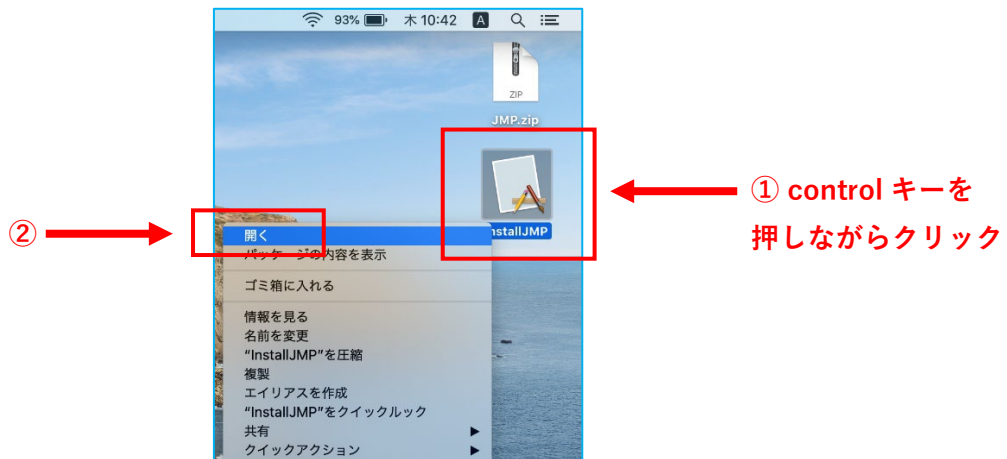 93% 木 10:42 A
ZIP
JMP.zip
① control キーを
押しながらクリック
InstallJMP
②
開く
パッケージの内容を表示
ゴミ箱に入れる
情報を見る
名前を変更
“InstallJMP”を圧縮
複製
エイリアスを作成
“InstallJMP”をクイックルック
共有
クイックアクション